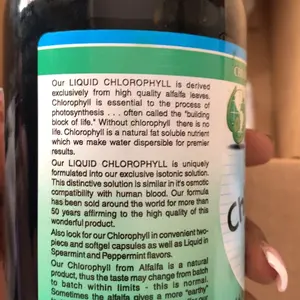 Our LIQUID CHLOROPHYLL is derived
exclusively from high quality alfalfa leaves.
Chlorophyll is essential to the process of
photosynthesis . . . often called the "building
block of life." Without chlorophyll there is no
life. Chlorophyll is a natural fat soluble nutrient
which we make water dispersible for premier
results.
Our LIQUID CHLOROPHYLL is uniquely
formulated into our exclusive isotonic solution.
This distinctive solution is similar in it's osmotic
compatibility with human blood. Our formula
has been sold around the world for more than
50 years affirming to the high quality of this
wonderful product.
Also look for our Chlorophyll in convenient two-
piece and softgel capsules as well as Liquid in
Spearmint and Peppermint flavors.
Our Chlorophyll from Alfalfa is a natural
product, thus the taste may change from batch
to batch within limits - this is normal.
Sometimes the alfalfa gives a more "earthy"
Ch